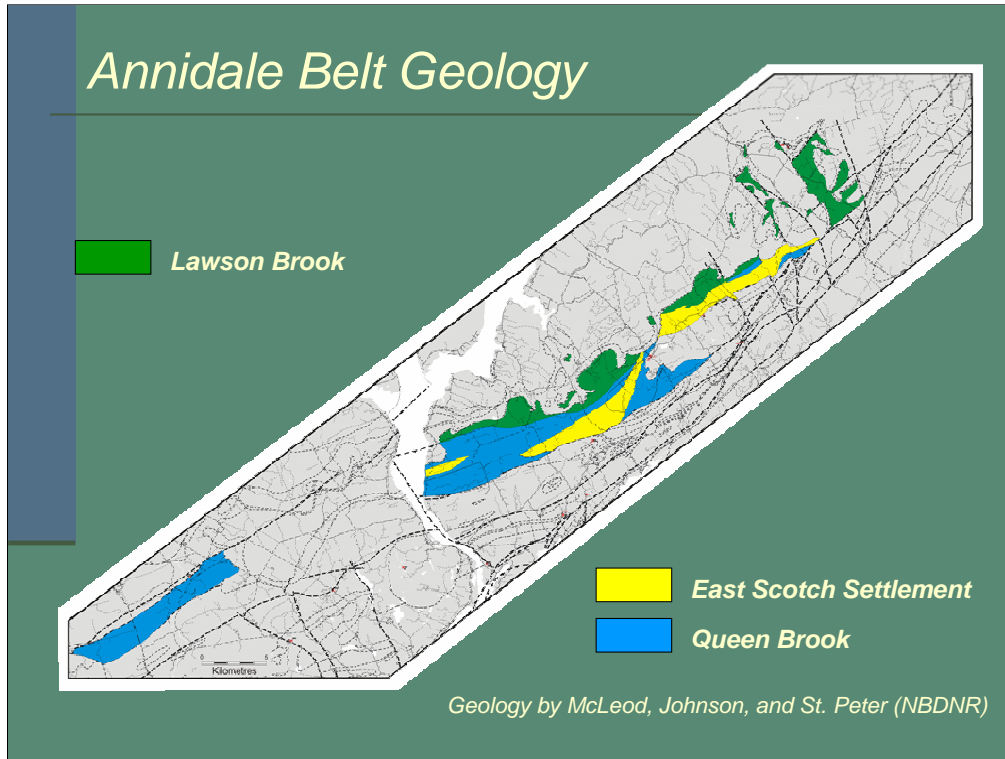 Annidale Belt Geology
Lawson Brook
East Scotch Settlement
Queen Brook
Kilometres
Geology by McLeod, Johnson, and St. Peter (NBDNR)